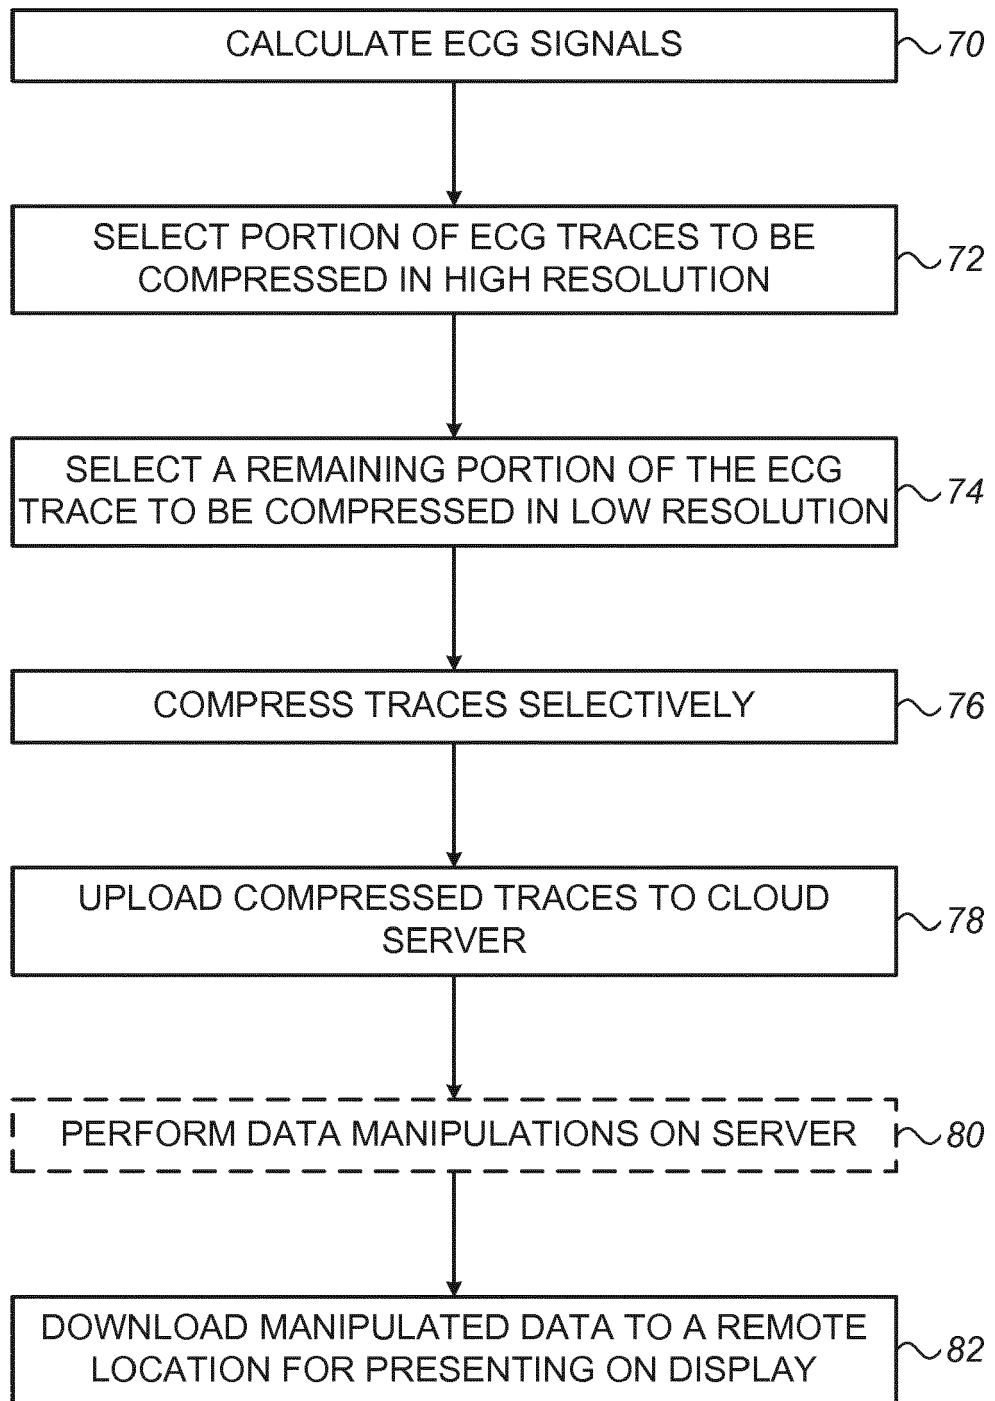 CALCULATE ECG SIGNALS
70
SELECT PORTION OF ECG TRACES TO BE
COMPRESSED IN HIGH RESOLUTION
72
SELECT A REMAINING PORTION OF THE ECG
TRACE TO BE COMPRESSED IN LOW RESOLUTION
74
COMPRESS TRACES SELECTIVELY
76
UPLOAD COMPRESSED TRACES TO CLOUD
SERVER
78
PERFORM DATA MANIPULATIONS ON SERVER
80
DOWNLOAD MANIPULATED DATA TO A REMOTE
LOCATION FOR PRESENTING ON DISPLAY
82